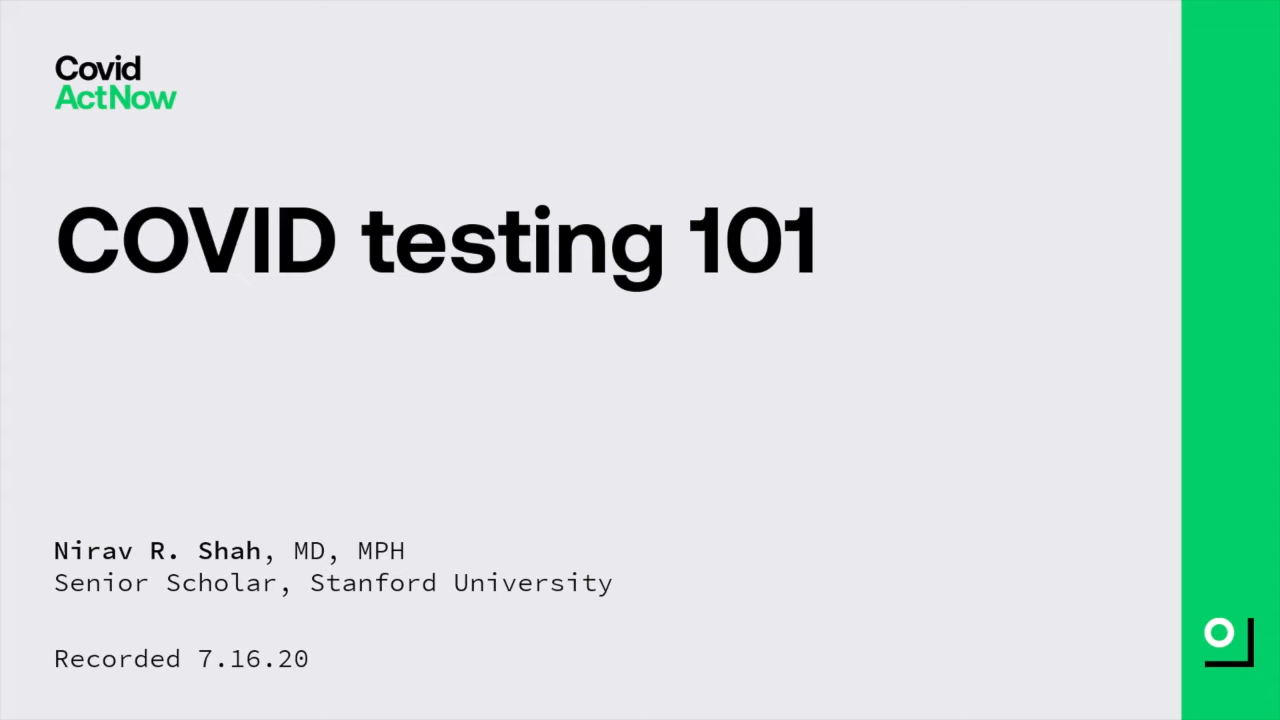 Covid
ActNow
COVID testing 101
Nirav R. Shah, MD, MPH
Senior Scholar, Stanford University
Recorded 7.16.20